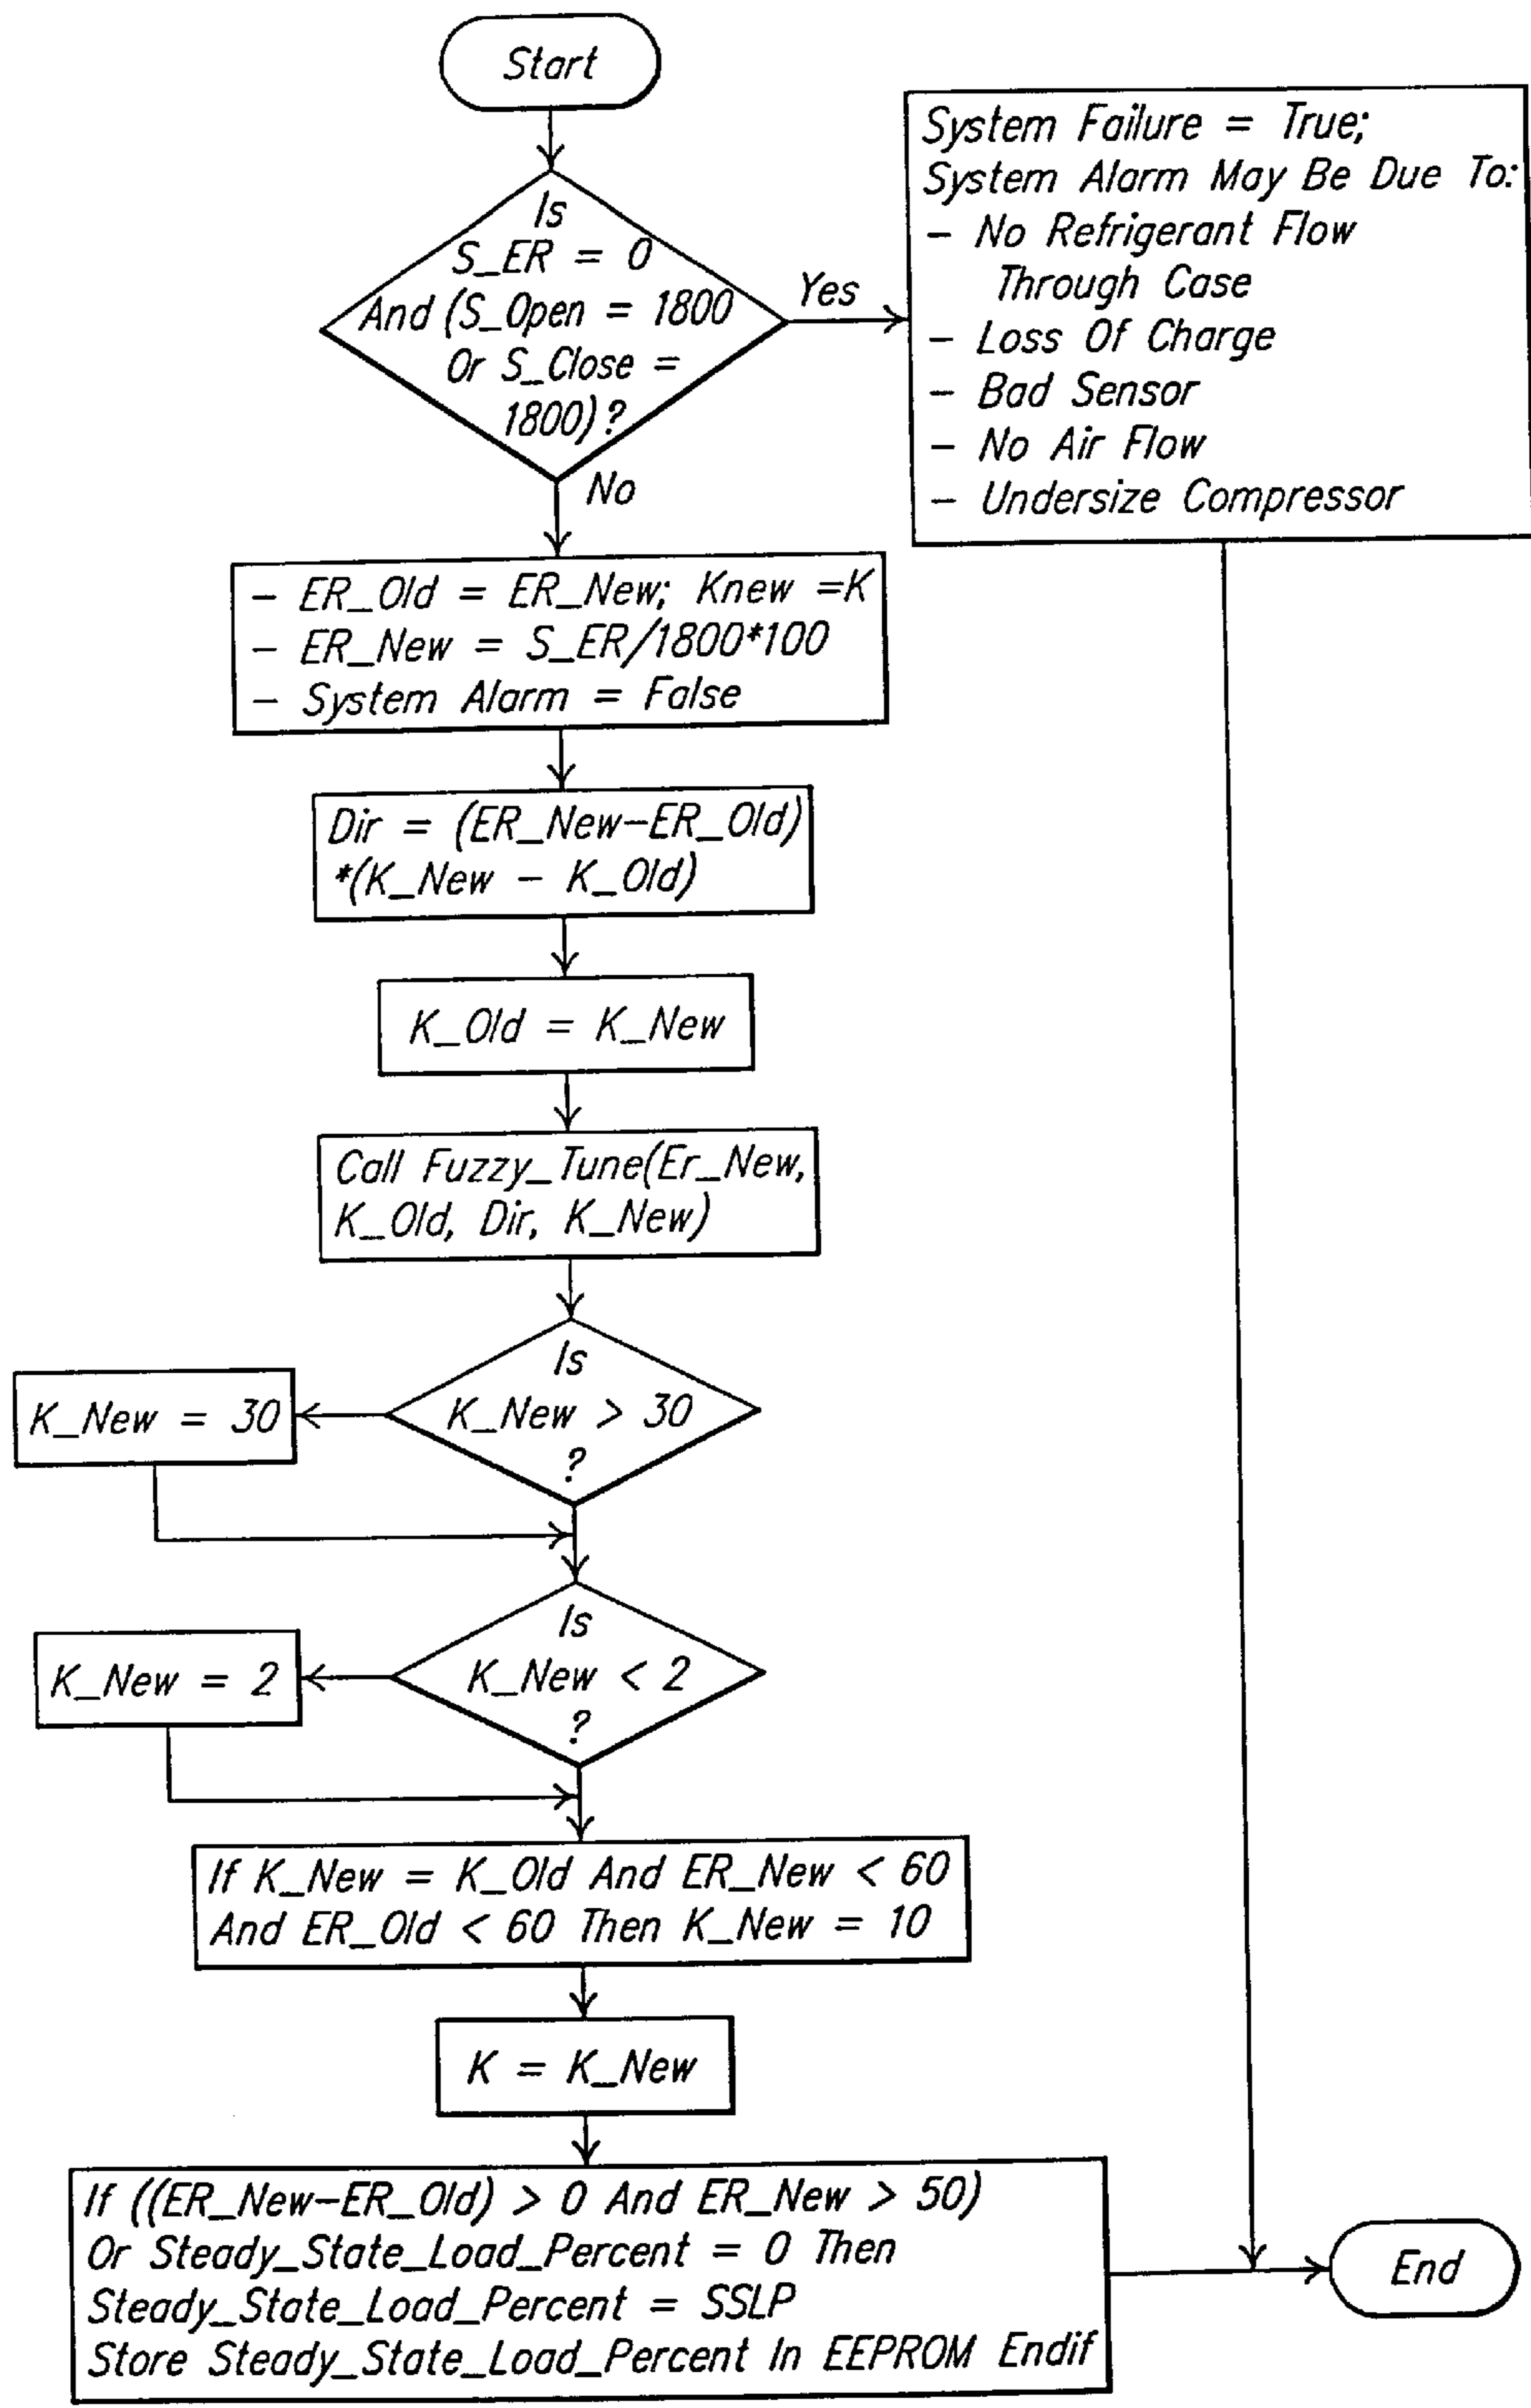 Start
Is
S_ER = 0
And (S_Open = 1800
Or S_Close =
1800)?
Yes
No
System Failure = True;
System Alarm May Be Due To:
- No Refrigerant Flow
Through Case
- Loss Of Charge
- Bad Sensor
- No Air Flow
- Undersize Compressor
- ER_Old = ER_New; Knew =K
- ER_New = S_ER/1800*100
- System Alarm = False
Dir = (ER_New-ER_Old)
*(K_New - K_Old)
K_Old = K_New
Call Fuzzy_Tune(Er_New,
K_Old, Dir, K_New)
Is
K_New > 30
?
K_New = 30
Is
K_New < 2
?
K_New = 2
If K_New = K_Old And ER_New < 60
And ER_Old < 60 Then K_New = 10
K = K_New
If ((ER_New-ER_Old) > 0 And ER_New > 50)
Or Steady_State_Load_Percent = 0 Then
Steady_State_Load_Percent = SSLP
Store Steady_State_Load_Percent In EEPROM Endif
End